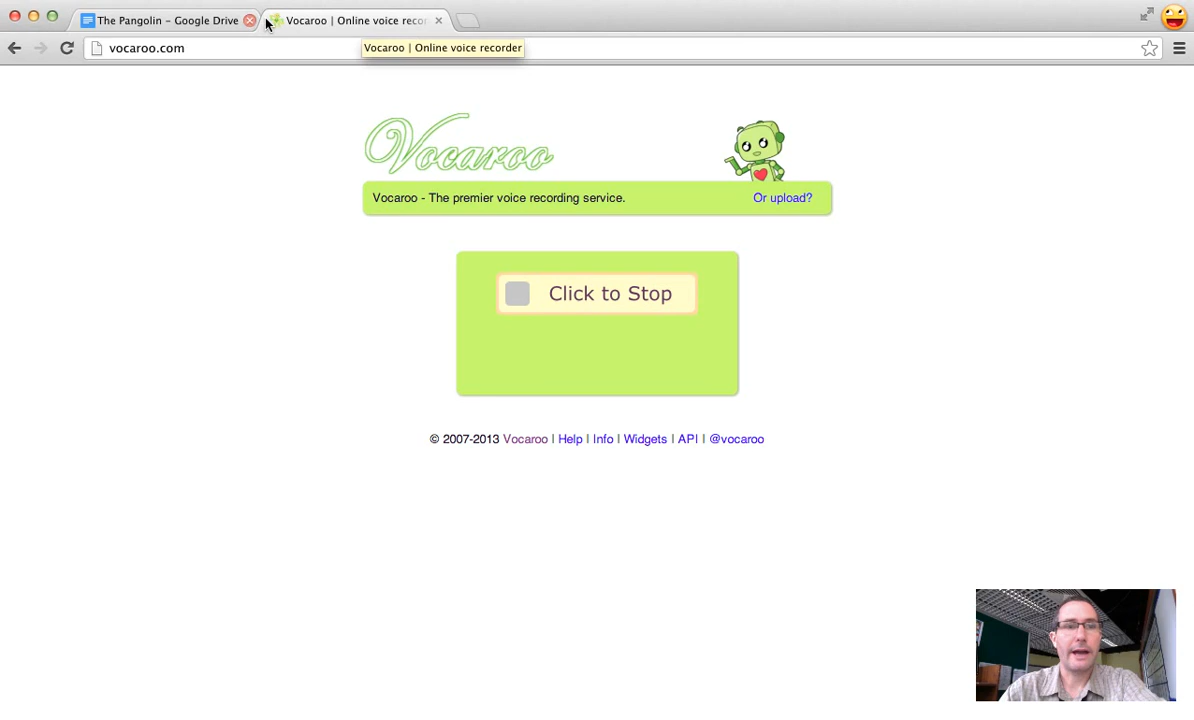 The Pangolin – Google Drive
Vocaroo | Online voice recor
vocaroo.com
Vocaroo | Online voice recorder
Vocaroo
Vocaroo - The premier voice recording service.
Or upload?
Click to Stop
© 2007-2013 Vocaroo | Help | Info | Widgets | API | @vocaroo